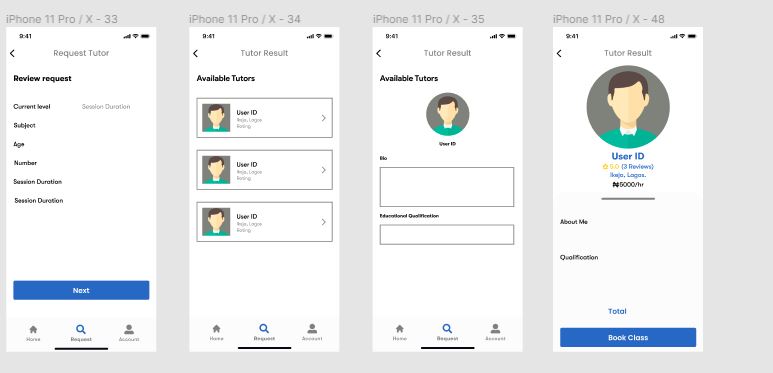 iPhone 11 Pro / X - 33
9:41
Request Tutor
Review request
Current level
Session Duration
Subject
Age
Number
Session Duration
Session Duration
Next
Home
Request
Account
iPhone 11 Pro / X - 34
9:41
Tutor Result
Available Tutors
User ID
Ikeja, Lagos
Rating
User ID
Ikeja, Lagos
Rating
User ID
Ikeja, Lagos
Rating
Home
Request
Account
iPhone 11 Pro / X - 35
9:41
Tutor Result
Available Tutors
User ID
Bio
Educational Qualification
Home
Request
Account
iPhone 11 Pro / X - 48
9:41
Tutor Result
User ID
5.0 (3 Reviews)
Ikeja, Lagos.
₦5000/hr
About Me
Qualification
Total
Book Class